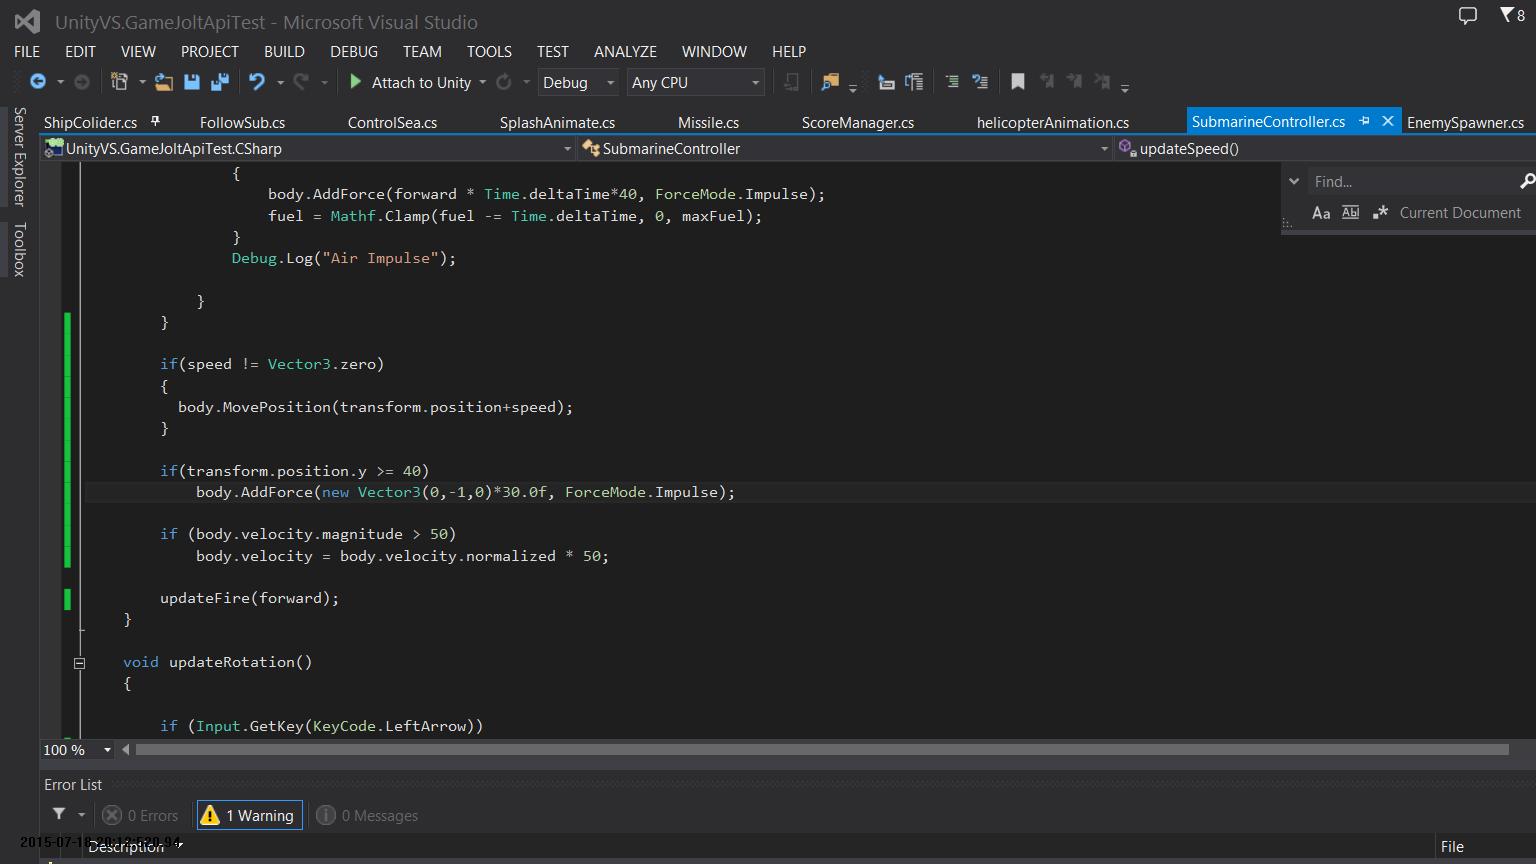 UnityVS.GameJoltApiTest - Microsoft Visual Studio
8
FILE EDIT VIEW PROJECT BUILD DEBUG TEAM TOOLS TEST ANALYZE WINDOW HELP
Attach to Unity Debug Any CPU
Server Explorer
Toolbox
ShipColider.cs FollowSub.cs ControlSea.cs SplashAnimate.cs Missile.cs ScoreManager.cs helicopterAnimation.cs SubmarineController.cs EnemySpawner.cs
UnityVS.GameJoltApiTest.CSharp SubmarineController updateSpeed()
Find...
Aa Abl .* Current Document
{
body.AddForce(forward * Time.deltaTime*40, ForceMode.Impulse);
fuel = Mathf.Clamp(fuel -= Time.deltaTime, 0, maxFuel);
}
Debug.Log("Air Impulse");
}
}
if(speed != Vector3.zero)
{
body.MovePosition(transform.position+speed);
}
if(transform.position.y >= 40)
body.AddForce(new Vector3(0,-1,0)*30.0f, ForceMode.Impulse);
if (body.velocity.magnitude > 50)
body.velocity = body.velocity.normalized * 50;
updateFire(forward);
}
void updateRotation()
{
if (Input.GetKey(KeyCode.LeftArrow))
100 %
Error List
0 Errors 1 Warning 0 Messages
Description File